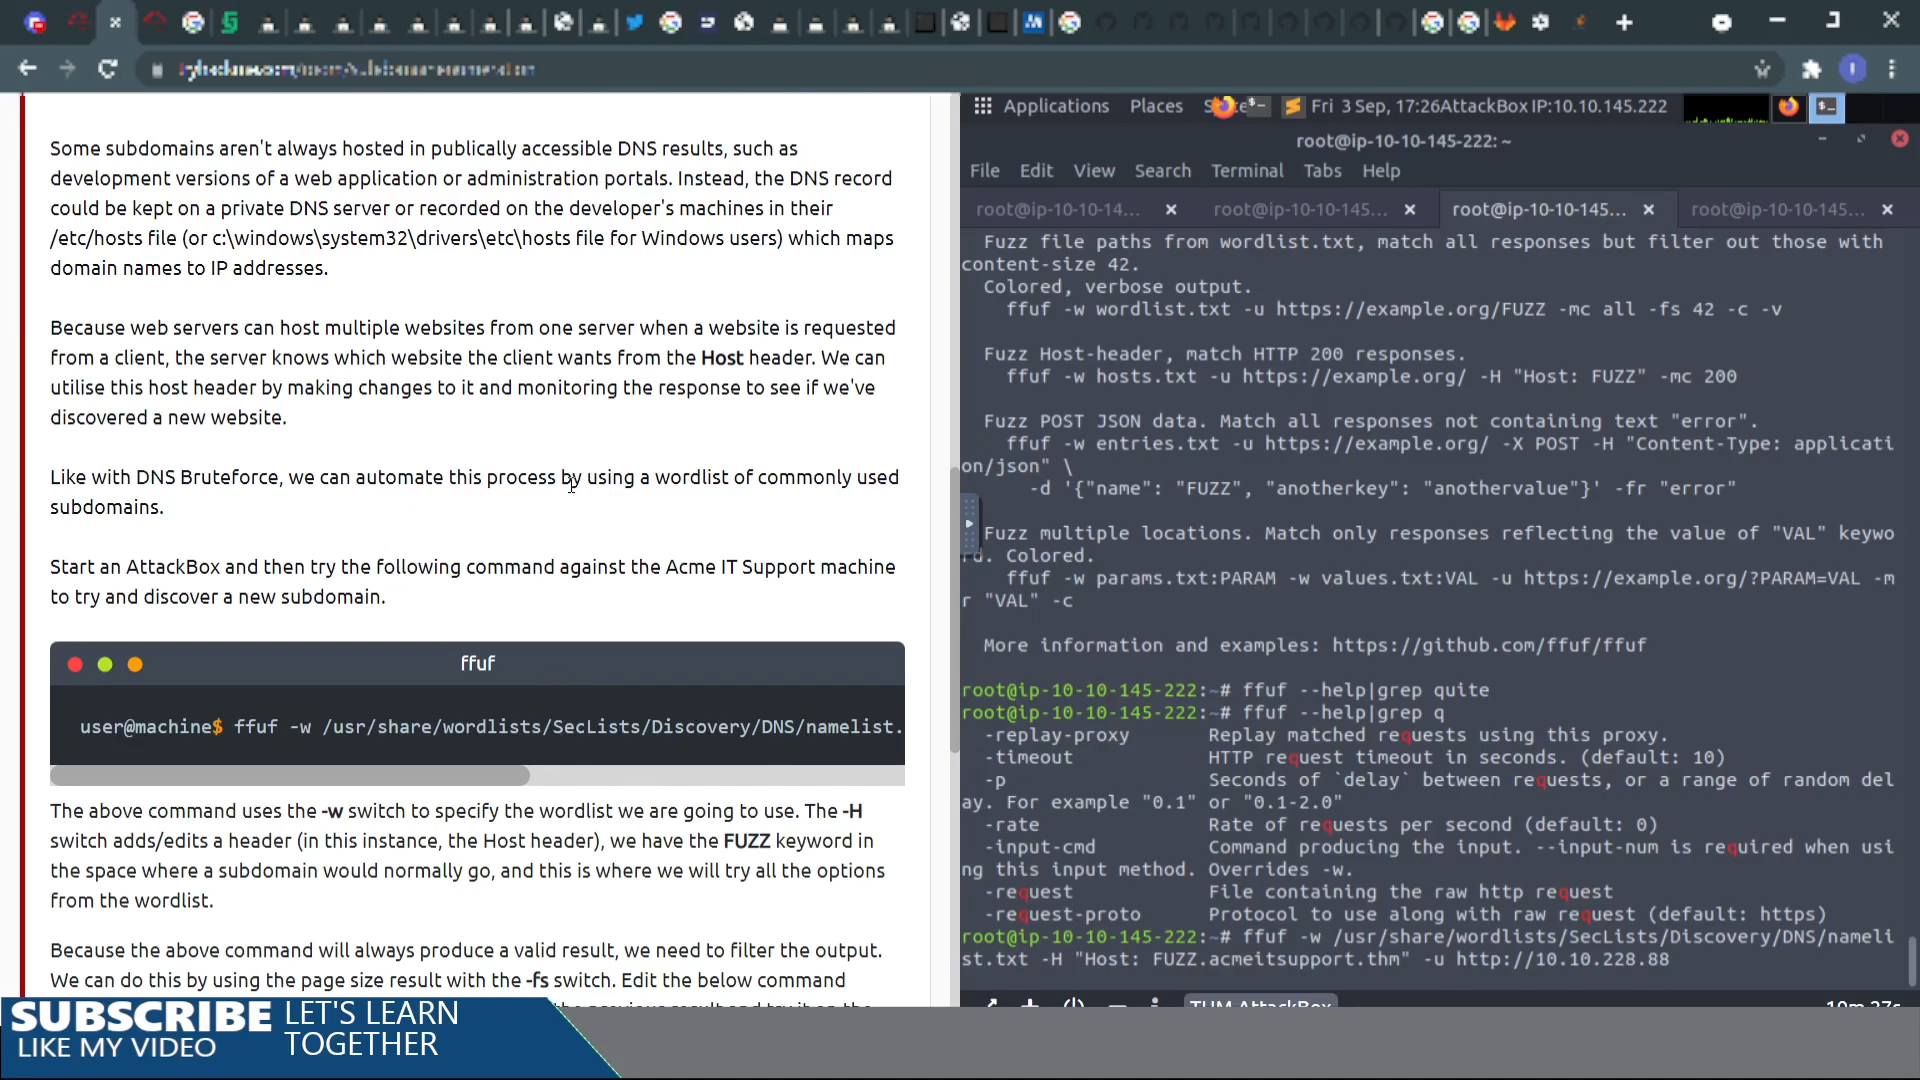 Some subdomains aren't always hosted in publically accessible DNS results, such as
development versions of a web application or administration portals. Instead, the DNS record
could be kept on a private DNS server or recorded on the developer's machines in their
/etc/hosts file (or c:\windows\system32\drivers\etc\hosts file for Windows users) which maps
domain names to IP addresses.
Because web servers can host multiple websites from one server when a website is requested
from a client, the server knows which website the client wants from the Host header. We can
utilise this host header by making changes to it and monitoring the response to see if we've
discovered a new website.
Like with DNS Bruteforce, we can automate this process by using a wordlist of commonly used
subdomains.
Start an AttackBox and then try the following command against the Acme IT Support machine
to try and discover a new subdomain.
ffuf
user@machine$ ffuf -w /usr/share/wordlists/SecLists/Discovery/DNS/namelist.
The above command uses the -w switch to specify the wordlist we are going to use. The -H
switch adds/edits a header (in this instance, the Host header), we have the FUZZ keyword in
the space where a subdomain would normally go, and this is where we will try all the options
from the wordlist.
Because the above command will always produce a valid result, we need to filter the output.
We can do this by using the page size result with the -fs switch. Edit the below command
SUBSCRIBE
LIKE MY VIDEO
LET'S LEARN
TOGETHER
Applications Places Fri 3 Sep, 17:26 AttackBox IP:10.10.145.222
root@ip-10-10-145-222: ~
File Edit View Search Terminal Tabs Help
root@ip-10-10-14... root@ip-10-10-145... root@ip-10-10-145... root@ip-10-10-145...
Fuzz file paths from wordlist.txt, match all responses but filter out those with
content-size 42.
Colored, verbose output.
ffuf -w wordlist.txt -u https://example.org/FUZZ -mc all -fs 42 -c -v
Fuzz Host-header, match HTTP 200 responses.
ffuf -w hosts.txt -u https://example.org/ -H "Host: FUZZ" -mc 200
Fuzz POST JSON data. Match all responses not containing text "error".
ffuf -w entries.txt -u https://example.org/ -X POST -H "Content-Type: applicati
on/json" \
-d '{"name": "FUZZ", "anotherkey": "anothervalue"}' -fr "error"
Fuzz multiple locations. Match only responses reflecting the value of "VAL" keywo
rd. Colored.
ffuf -w params.txt:PARAM -w values.txt:VAL -u https://example.org/?PARAM=VAL -m
r "VAL" -c
More information and examples: https://github.com/ffuf/ffuf
root@ip-10-10-145-222:~# ffuf --help|grep quite
root@ip-10-10-145-222:~# ffuf --help|grep q
-replay-proxy Replay matched requests using this proxy.
-timeout HTTP request timeout in seconds. (default: 10)
-p Seconds of `delay` between requests, or a range of random del
ay. For example "0.1" or "0.1-2.0"
-rate Rate of requests per second (default: 0)
-input-cmd Command producing the input. --input-num is required when usi
ng this input method. Overrides -w.
-request File containing the raw http request
-request-proto Protocol to use along with raw request (default: https)
root@ip-10-10-145-222:~# ffuf -w /usr/share/wordlists/SecLists/Discovery/DNS/nameli
st.txt -H "Host: FUZZ.acmeitsupport.thm" -u http://10.10.228.88
THM AttackBox